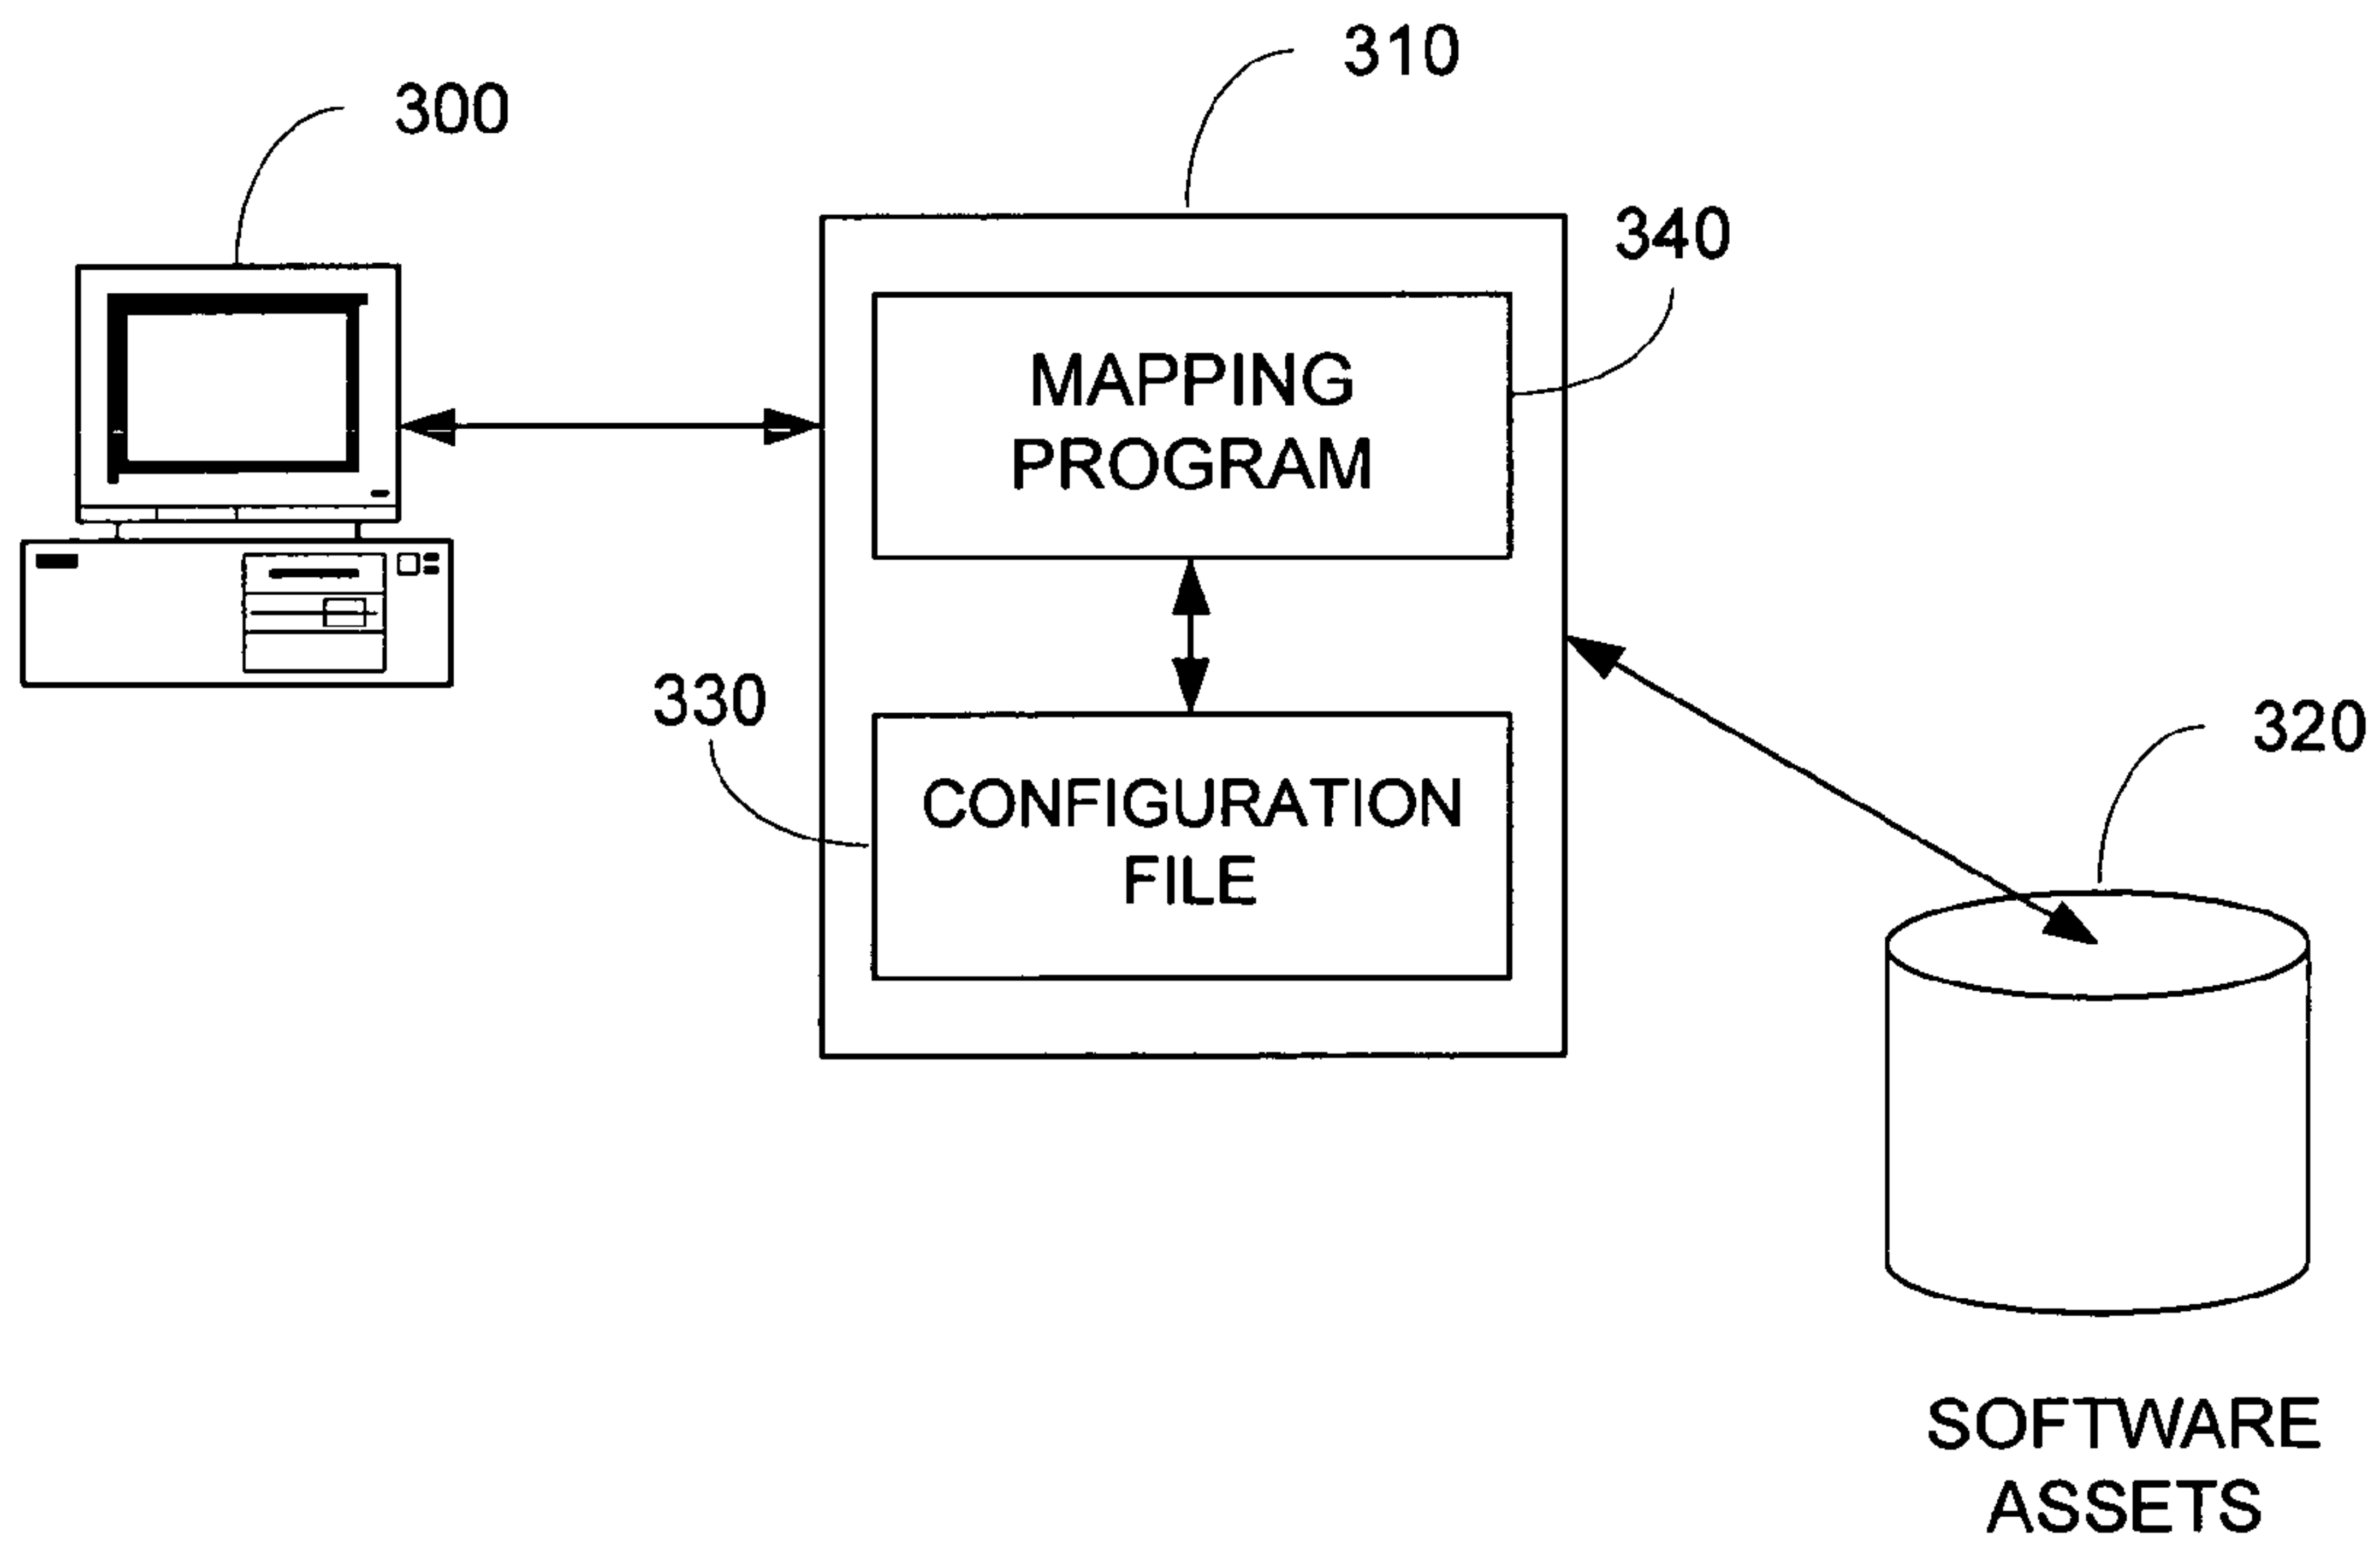 310
300
340
MAPPING
PROGRAM
330
320
CONFIGURATION
FILE
SOFTWARE
ASSETS